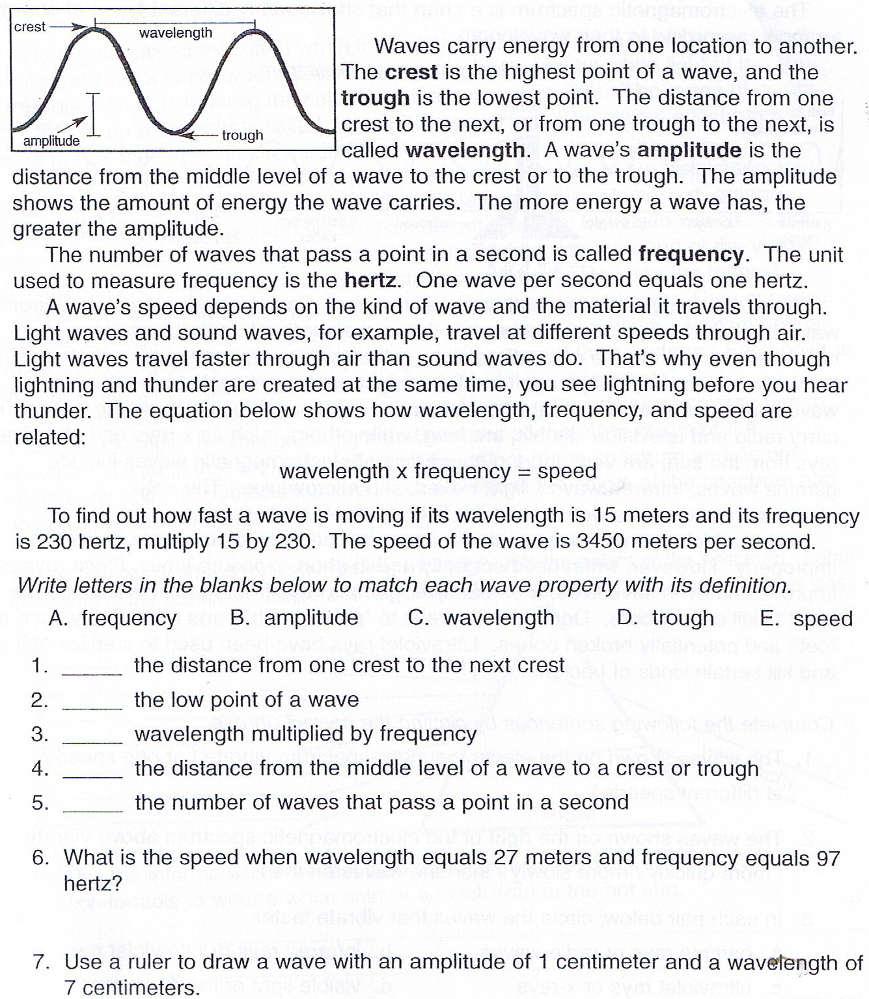 crest
wavelength
amplitude
trough
Waves carry energy from one location to another.
The crest is the highest point of a wave, and the
trough is the lowest point. The distance from one
crest to the next, or from one trough to the next, is
called wavelength. A wave's amplitude is the
distance from the middle level of a wave to the crest or to the trough. The amplitude
shows the amount of energy the wave carries. The more energy a wave has, the
greater the amplitude.
The number of waves that pass a point in a second is called frequency. The unit
used to measure frequency is the hertz. One wave per second equals one hertz.
A wave's speed depends on the kind of wave and the material it travels through.
Light waves and sound waves, for example, travel at different speeds through air.
Light waves travel faster through air than sound waves do. That's why even though
lightning and thunder are created at the same time, you see lightning before you hear
thunder. The equation below shows how wavelength, frequency, and speed are
related:
wavelength x frequency = speed
To find out how fast a wave is moving if its wavelength is 15 meters and its frequency
is 230 hertz, multiply 15 by 230. The speed of the wave is 3450 meters per second.
Write letters in the blanks below to match each wave property with its definition.
A. frequency B. amplitude C. wavelength D. trough E. speed
1. ______ the distance from one crest to the next crest
2. ______ the low point of a wave
3. ______ wavelength multiplied by frequency
4. ______ the distance from the middle level of a wave to a crest or trough
5. ______ the number of waves that pass a point in a second
6. What is the speed when wavelength equals 27 meters and frequency equals 97
hertz?
7. Use a ruler to draw a wave with an amplitude of 1 centimeter and a wavelength of
7 centimeters.